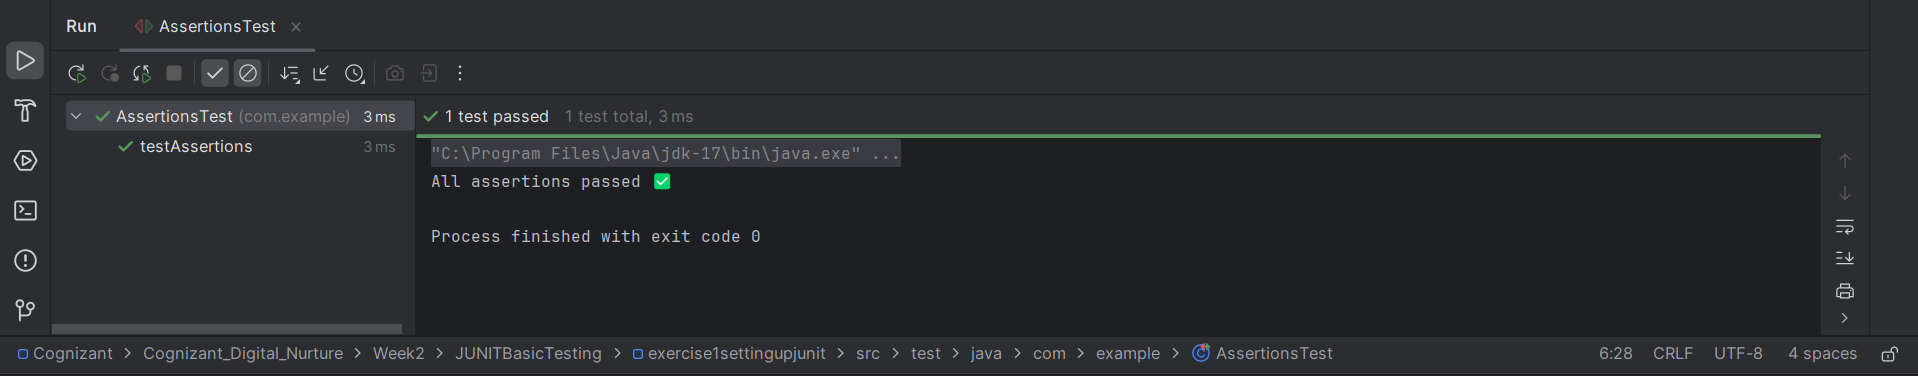 Run AssertionsTest
AssertionsTest (com.example) 3 ms
testAssertions 3 ms
1 test passed 1 test total, 3 ms
"C:\Program Files\Java\jdk-17\bin\java.exe" ...
All assertions passed ✅
Process finished with exit code 0
Cognizant > Cognizant_Digital_Nurture > Week2 > JUNITBasicTesting > exercise1settingupjunit > src > test > java > com > example > AssertionsTest 6:28 CRLF UTF-8 4 spaces